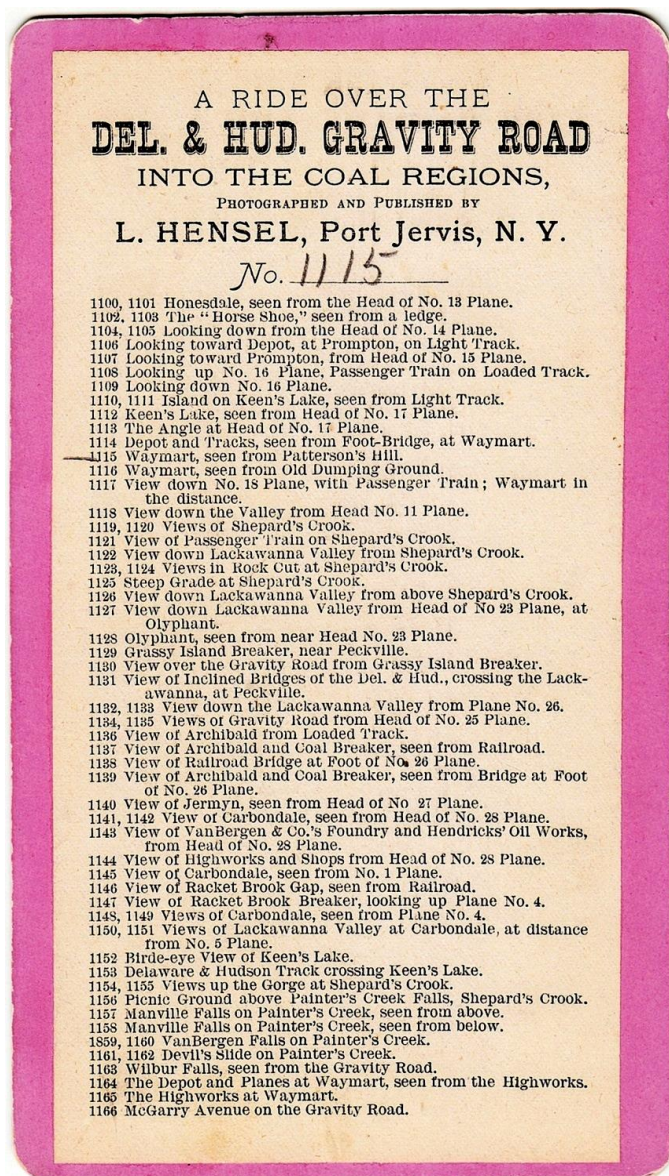 A RIDE OVER THE
DEL. & HUD. GRAVITY ROAD
INTO THE COAL REGIONS,
PHOTOGRAPHED AND PUBLISHED BY
L. HENSEL, Port Jervis, N. Y.
No. 1115
1100, 1101 Honesdale, seen from the Head of No. 13 Plane.
1102, 1103 The "Horse Shoe," seen from a ledge.
1104, 1105 Looking down from the Head of No. 14 Plane.
1106 Looking toward Depot, at Prompton, on Light Track.
1107 Looking toward Prompton, from Head of No. 15 Plane.
1108 Looking up No. 16 Plane, Passenger Train on Loaded Track.
1109 Looking down No. 16 Plane.
1110, 1111 Island on Keen's Lake, seen from Light Track.
1112 Keen's Lake, seen from Head of No. 17 Plane.
1113 The Angle at Head of No. 17 Plane.
1114 Depot and Tracks, seen from Foot-Bridge, at Waymart.
1115 Waymart, seen from Patterson's Hill.
1116 Waymart, seen from Old Dumping Ground.
1117 View down No. 18 Plane, with Passenger Train; Waymart in
the distance.
1118 View down the Valley from Head No. 11 Plane.
1119, 1120 Views of Shepard's Crook.
1121 View of Passenger Train on Shepard's Crook.
1122 View down Lackawanna Valley from Shepard's Crook.
1123, 1124 Views in Rock Cut at Shepard's Crook.
1125 Steep Grade at Shepard's Crook.
1126 View down Lackawanna Valley from above Shepard's Crook.
1127 View down Lackawanna Valley from Head of No 23 Plane, at
Olyphant.
1128 Olyphant, seen from near Head No. 23 Plane.
1129 Grassy Island Breaker, near Peckville.
1130 View over the Gravity Road from Grassy Island Breaker.
1131 View of Inclined Bridges of the Del. & Hud., crossing the Lack-
awanna, at Peckville.
1132, 1133 View down the Lackawanna Valley from Plane No. 26.
1134, 1135 Views of Gravity Road from Head of No. 25 Plane.
1136 View of Archibald from Loaded Track.
1137 View of Archibald and Coal Breaker, seen from Railroad.
1138 View of Railroad Bridge at Foot of No. 26 Plane.
1139 View of Archibald and Coal Breaker, seen from Bridge at Foot
of No. 26 Plane.
1140 View of Jermyn, seen from Head of No 27 Plane.
1141, 1142 View of Carbondale, seen from Head of No. 28 Plane.
1143 View of VanBergen & Co.'s Foundry and Hendricks' Oil Works,
from Head of No. 28 Plane.
1144 View of Highworks and Shops from Head of No. 28 Plane.
1145 View of Carbondale, seen from No. 1 Plane.
1146 View of Racket Brook Gap, seen from Railroad.
1147 View of Racket Brook Breaker, looking up Plane No. 4.
1148, 1149 Views of Carbondale, seen from Plane No. 4.
1150, 1151 Views of Lackawanna Valley at Carbondale, at distance
from No. 5 Plane.
1152 Birde-eye View of Keen's Lake.
1153 Delaware & Hudson Track crossing Keen's Lake.
1154, 1155 Views up the Gorge at Shepard's Crook.
1156 Picnic Ground above Painter's Creek Falls, Shepard's Crook.
1157 Manville Falls on Painter's Creek, seen from above.
1158 Manville Falls on Painter's Creek, seen from below.
1859, 1160 VanBergen Falls on Painter's Creek.
1161, 1162 Devil's Slide on Painter's Creek.
1163 Wilbur Falls, seen from the Gravity Road.
1164 The Depot and Planes at Waymart, seen from the Highworks.
1165 The Highworks at Waymart.
1166 McGarry Avenue on the Gravity Road.